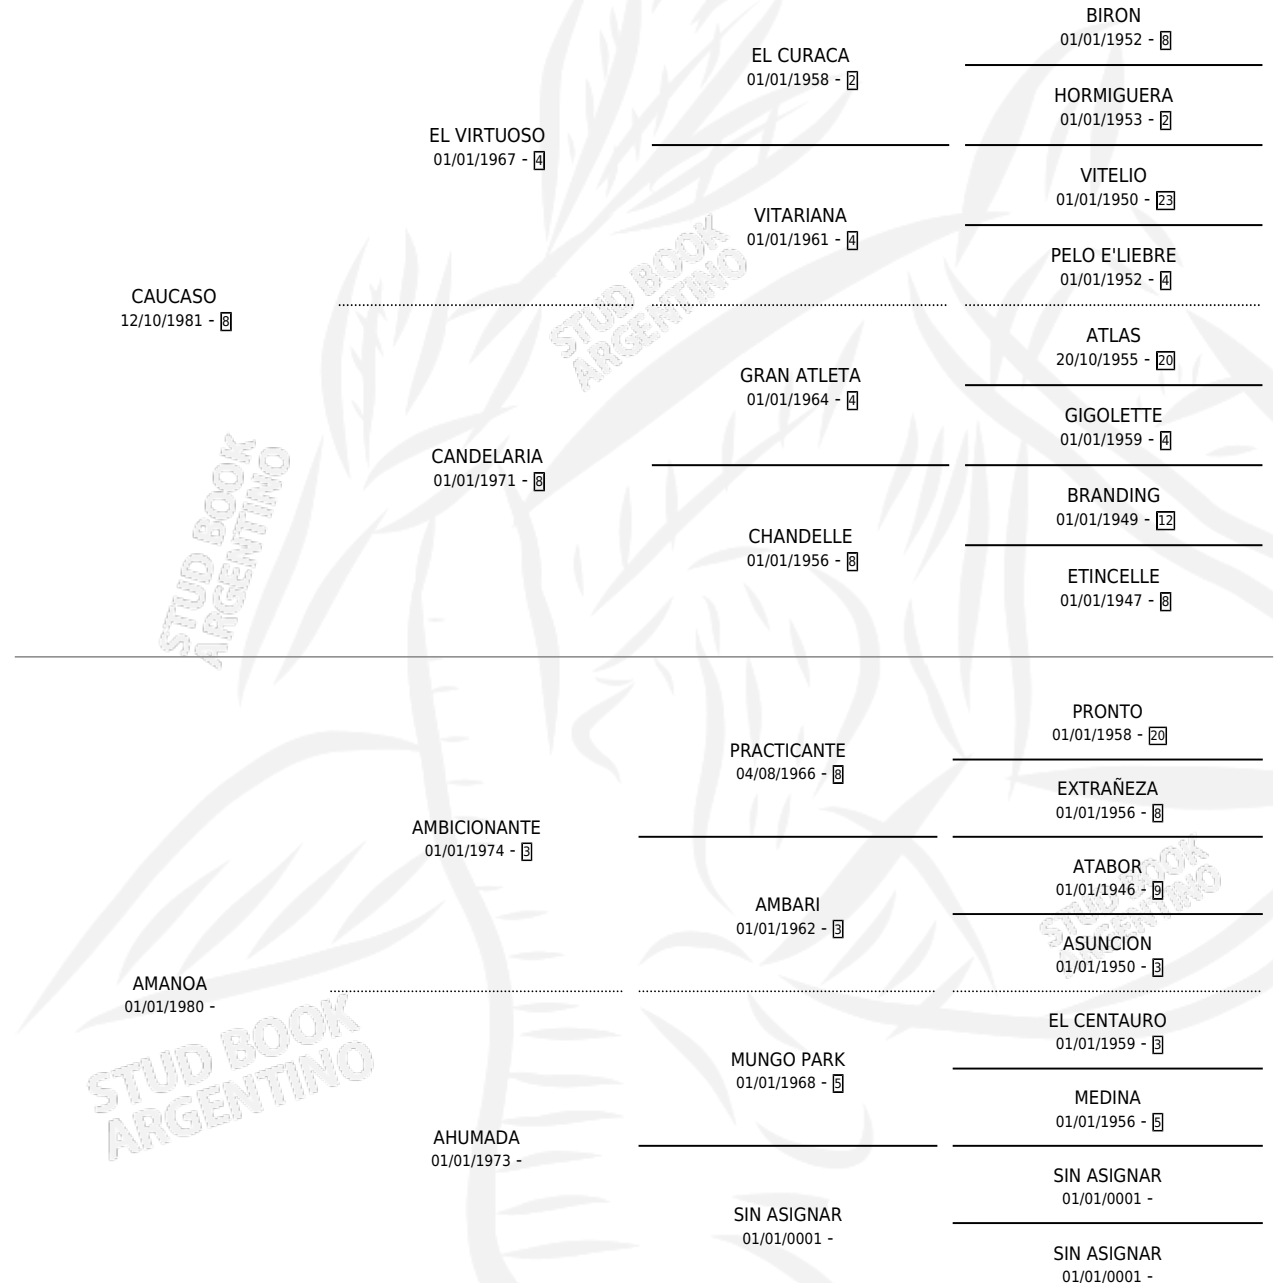 BIRON
01/01/1952 - 8
EL CURACA
01/01/1958 - 2
HORMIGUERA
01/01/1953 - 2
EL VIRTUOSO
01/01/1967 - 4
VITELIO
01/01/1950 - 23
VITARIANA
01/01/1961 - 4
PELO E'LIEBRE
01/01/1952 - 4
CAUCASO
12/10/1981 - 8
ATLAS
20/10/1955 - 20
GRAN ATLETA
01/01/1964 - 4
GIGOLETTE
01/01/1959 - 4
CANDELARIA
01/01/1971 - 8
BRANDING
01/01/1949 - 12
CHANDELLE
01/01/1956 - 8
ETINCELLE
01/01/1947 - 8
PRONTO
01/01/1958 - 20
PRACTICANTE
04/08/1966 - 8
EXTRAÑEZA
01/01/1956 - 8
AMBICIONANTE
01/01/1974 - 3
ATABOR
01/01/1946 - 9
AMBARI
01/01/1962 - 3
ASUNCION
01/01/1950 - 3
AMANOA
01/01/1980 -
EL CENTAURO
01/01/1959 - 3
MUNGO PARK
01/01/1968 - 5
MEDINA
01/01/1956 - 5
AHUMADA
01/01/1973 -
SIN ASIGNAR
01/01/0001 -
SIN ASIGNAR
01/01/0001 -
SIN ASIGNAR
01/01/0001 -
STUD BOOK
ARGENTINO
STUD BOOK
ARGENTINO
STUD BOOK
ARGENTINO
STUD BOOK
ARGENTINO